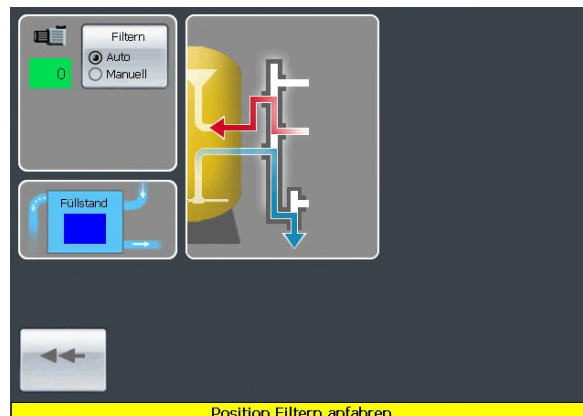 Filtern
Auto
0
Manuell
Füllstand
Position Filtern anfahren